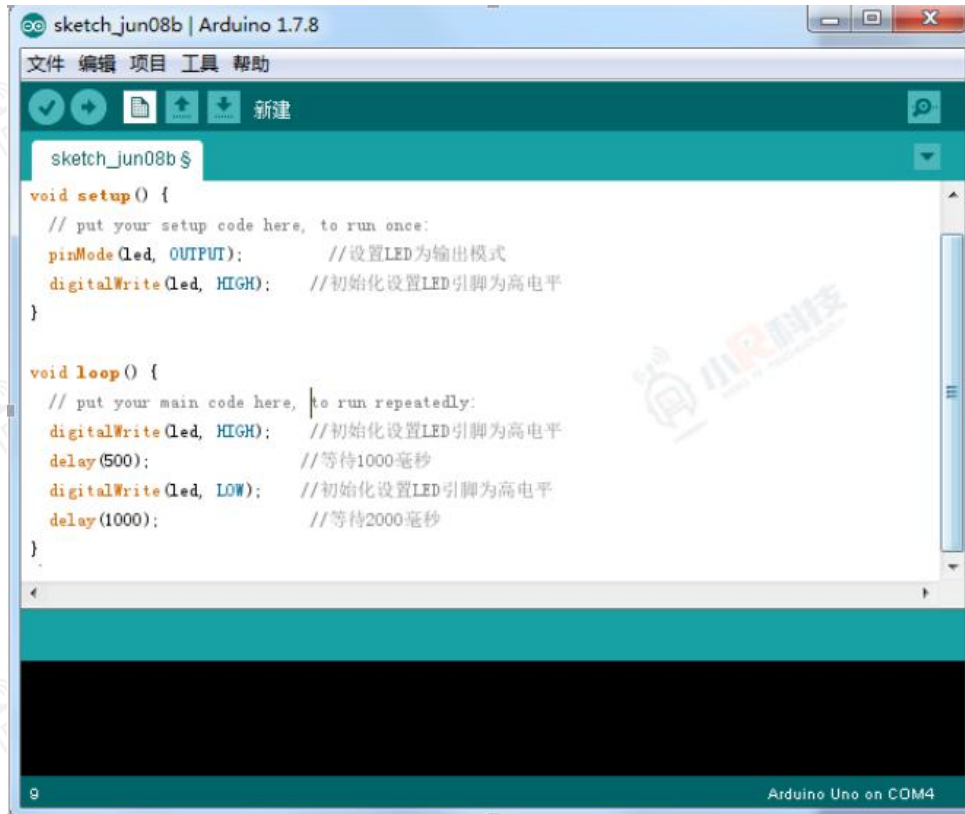 sketch_jun08b | Arduino 1.7.8
文件 编辑 项目 工具 帮助
新建
sketch_jun08b §
void setup() {
// put your setup code here, to run once:
pinMode(led, OUTPUT); //设置LED为输出模式
digitalWrite(led, HIGH); //初始化设置LED引脚为高电平
}
void loop() {
// put your main code here, to run repeatedly:
digitalWrite(led, HIGH); //初始化设置LED引脚为高电平
delay(500); //等待1000毫秒
digitalWrite(led, LOW); //初始化设置LED引脚为高电平
delay(1000); //等待2000毫秒
}
小R科技
9
Arduino Uno on COM4